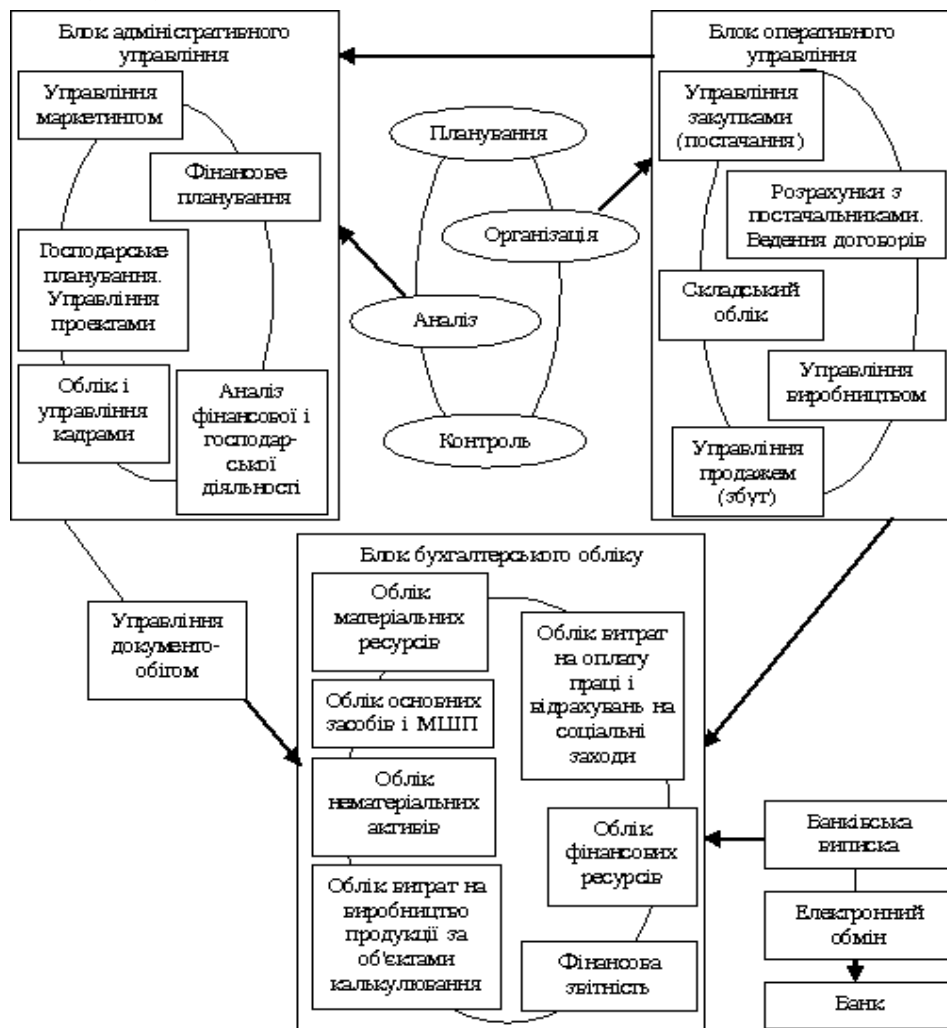 Блок адміністративного
управління
Управління
маркетингом
Фінансове
планування
Господарське
планування.
Управління
проектами
Облік і
управління
кадрами
Аналіз
фінансової і
господар-
ської
діяльності
Планування
Організація
Аналіз
Контроль
Блок оперативного
управління
Управління
закупками
(постачання)
Розрахунки з
постачальниками.
Ведення договорів
Складський
облік
Управління
виробництвом
Управління
продажем
(збут)
Управління
документо-
обігом
Блок бухгалтерського обліку
Облік
матеріальних
ресурсів
Облік основних
засобів і МШП
Облік
нематеріальних
активів
Облік витрат на
виробництво
продукції за
об'єктами
калькулювання
Облік витрат
на оплату
праці і
відрахувань на
соціальні
заходи
Облік
фінансових
ресурсів
Фінансова
звітність
Банківська
виписка
Електронний
обмін
Банк